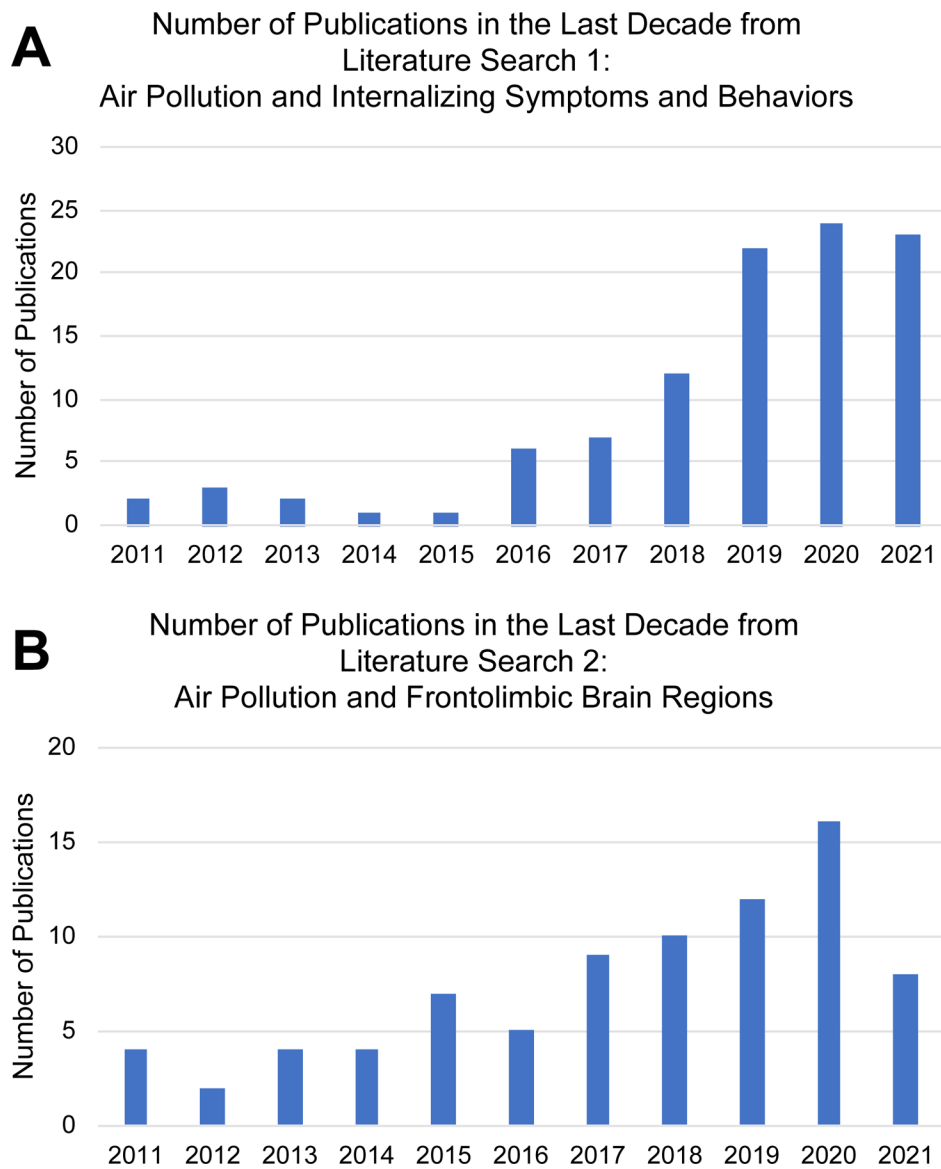 A
Number of Publications in the Last Decade from
Literature Search 1:
Air Pollution and Internalizing Symptoms and Behaviors
Number of Publications
30
25
20
15
10
5
0
2011 2012 2013 2014 2015 2016 2017 2018 2019 2020 2021
B
Number of Publications in the Last Decade from
Literature Search 2:
Air Pollution and Frontolimbic Brain Regions
Number of Publications
20
15
10
5
0
2011 2012 2013 2014 2015 2016 2017 2018 2019 2020 2021